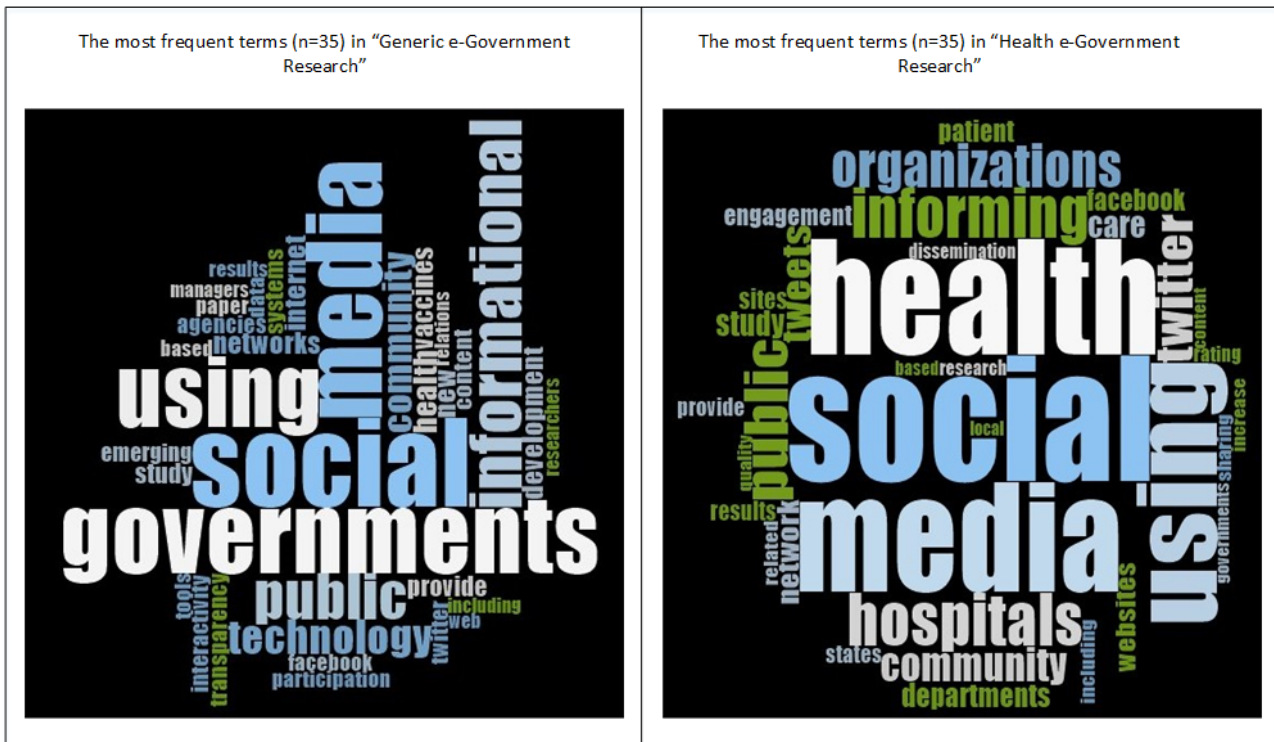 The most frequent terms (n=35) in “Generic e-Government
Research”
informational
media
internet
systems
data
results
managers
paper
agencies
based
networks
community
health
vaccines
new
relations
content
using
social
development
researchers
emerging
study
governments
tools
interactivity
transparency
public
provide
technology
twitter
including
web
facebook
participation
The most frequent terms (n=35) in “Health e-Government
Research”
patient
organizations
engagement
informing
facebook
care
dissemination
tweets
health
twitter
sites
study
content
rating
based
research
public
social
using
provide
local
quality
sharing
increase
results
media
governments
related
network
hospitals
websites
states
community
including
departments